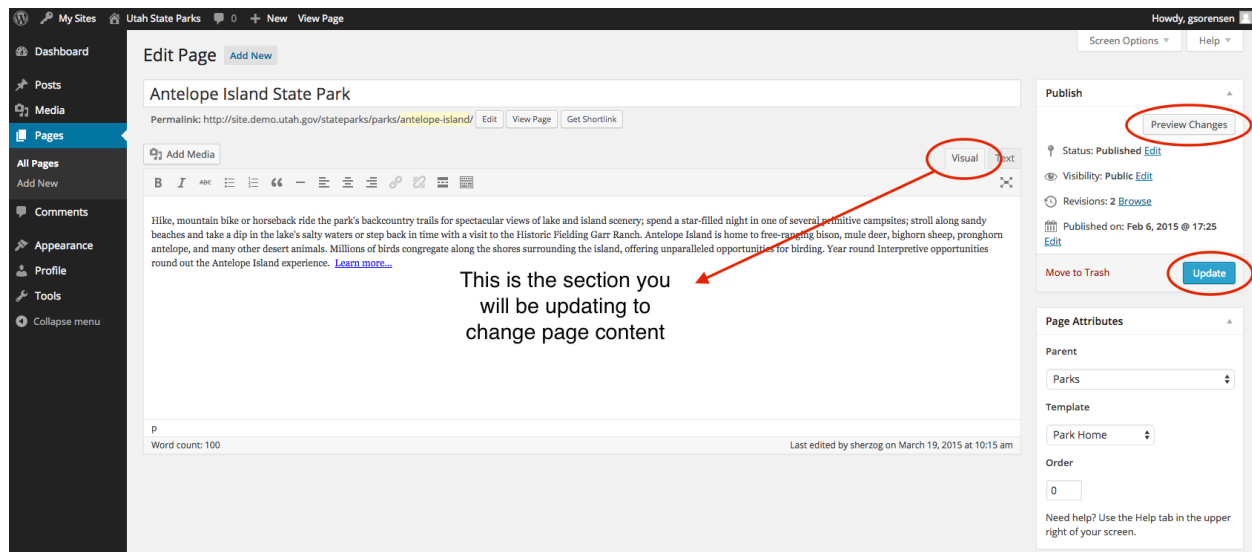 My Sites Utah State Parks 0 + New View Page Howdy, gsorensen
Screen Options Help
Dashboard
Posts
Media
Pages
All Pages
Add New
Comments
Appearance
Profile
Tools
Collapse menu
Edit Page Add New
Antelope Island State Park
Permalink: http://site.demo.utah.gov/stateparks/parks/antelope-island/ Edit View Page Get Shortlink
Add Media
Visual Text
B I ABC
Hike, mountain bike or horseback ride the park's backcountry trails for spectacular views of lake and island scenery; spend a star-filled night in one of several primitive campsites; stroll along sandy
beaches and take a dip in the lake's salty waters or step back in time with a visit to the Historic Fielding Garr Ranch. Antelope Island is home to free-ranging bison, mule deer, bighorn sheep, pronghorn
antelope, and many other desert animals. Millions of birds congregate along the shores surrounding the island, offering unparalleled opportunities for birding. Year round Interpretive opportunities
round out the Antelope Island experience. Learn more...
This is the section you
will be updating to
change page content
p
Word count: 100 Last edited by sherzog on March 19, 2015 at 10:15 am
Publish
Preview Changes
Status: Published Edit
Visibility: Public Edit
Revisions: 2 Browse
Published on: Feb 6, 2015 @ 17:25
Edit
Move to Trash Update
Page Attributes
Parent
Parks
Template
Park Home
Order
0
Need help? Use the Help tab in the upper
right of your screen.